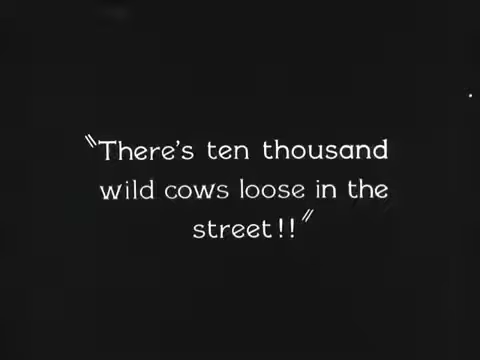 "There's ten thousand
wild cows loose in the
street!!"